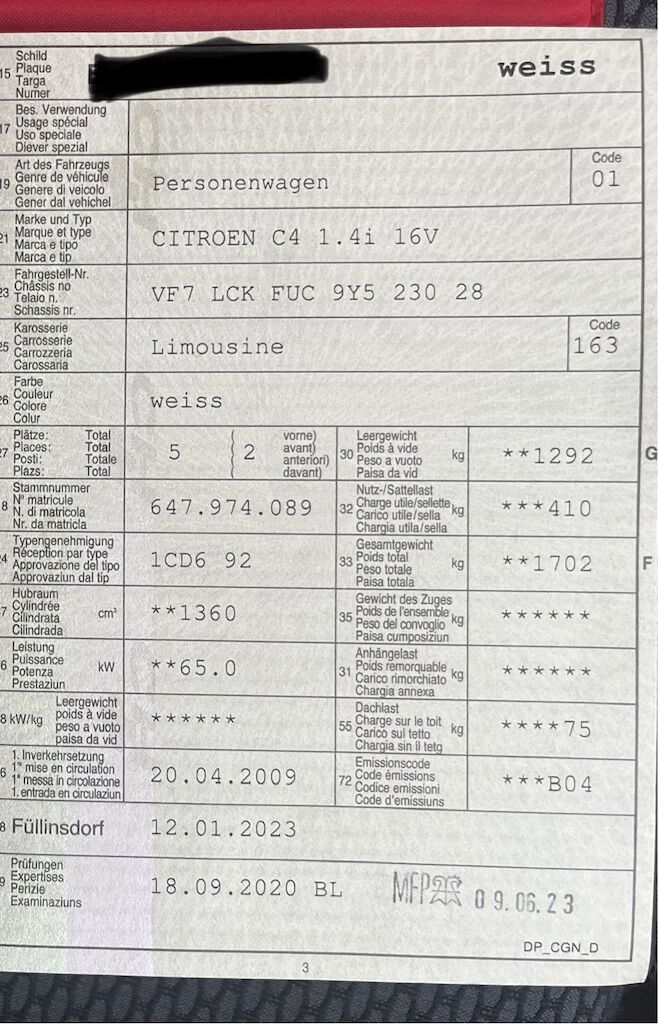 15 Schild
Plaque
Targa
Numer
weiss
17 Bes. Verwendung
Usage spécial
Uso speciale
Diever spezial
19 Art des Fahrzeugs
Genre de véhicule
Genere di veicolo
Gener dal vehichel
Personenwagen
Code
01
21 Marke und Typ
Marque et type
Marca e tipo
Marca e tip
CITROEN C4 1.4i 16V
23 Fahrgestell-Nr.
Châssis no
Telaio n.
Schassis nr.
VF7 LCK FUC 9Y5 230 28
25 Karosserie
Carrosserie
Carrozzeria
Carossaria
Limousine
Code
163
26 Farbe
Couleur
Colore
Colur
weiss
27 Plätze: Total
Places: Total
Posti: Totale
Plazs: Total
5 { 2 vorne)
avant)
anteriori)
davant)
30 Leergewicht
Poids à vide
Peso a vuoto
Paisa da vid
kg
**1292
G
8 Stammnummer
N° matricule
N. di matricola
Nr. da matricla
647.974.089
32 Nutz-/Sattellast
Charge utile/sellette
Carico utile/sella
Chargia utila/sella
kg
***410
4 Typengenehmigung
Réception par type
Approvazione del tipo
Approvaziun dal tip
1CD6 92
33 Gesamtgewicht
Poids total
Peso totale
Paisa totala
kg
**1702
F
7 Hubraum
Cylindrée
Cilindrata
Cilindrada
cm³
**1360
35 Gewicht des Zuges
Poids de l'ensemble
Peso del convoglio
Paisa cumposiziun
kg
******
6 Leistung
Puissance
Potenza
Prestaziun
kW
**65.0
31 Anhängelast
Poids remorquable
Carico rimorchiato
Chargia annexa
kg
******
8 kW/kg Leergewicht
poids à vide
peso a vuoto
paisa da vid
******
55 Dachlast
Charge sur le toit
Carico sul tetto
Chargia sin il tetg
kg
****75
6 1. Inverkehrsetzung
1re mise en circulation
1a messa in circolazione
1. entrada en circulaziun
20.04.2009
72 Emissionscode
Code émissions
Codice emissioni
Code d'emissiuns
***B04
8 Füllinsdorf 12.01.2023
9 Prüfungen
Expertises
Perizie
Examinaziuns
18.09.2020 BL
MFP 09.06.23
DP_CGN_D
3